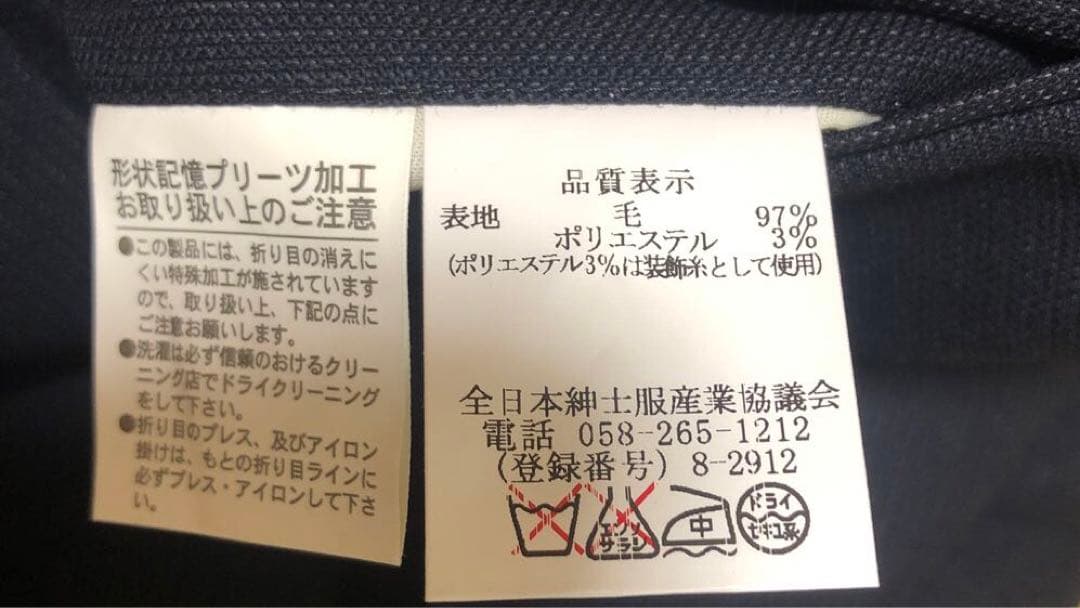 形状記憶プリーツ加工
お取り扱い上のご注意
●この製品には、折り目の消えに
くい特殊加工が施されています
ので、取り扱い上、下記の点に
ご注意お願いします。
●洗濯は必ず信頼のおけるクリー
ニング店でドライクリーニング
をして下さい。
●折り目のプレス、及びアイロン
掛けは、もとの折り目ラインに
必ずプレス・アイロンして下さ
い。
品質表示
表地 毛 97%
ポリエステル 3%
(ポリエステル3%は装飾糸として使用)
全日本紳士服産業協議会
電話 058-265-1212
(登録番号) 8-2912
エンソ
サラシ
中
ドライ
セキユ系